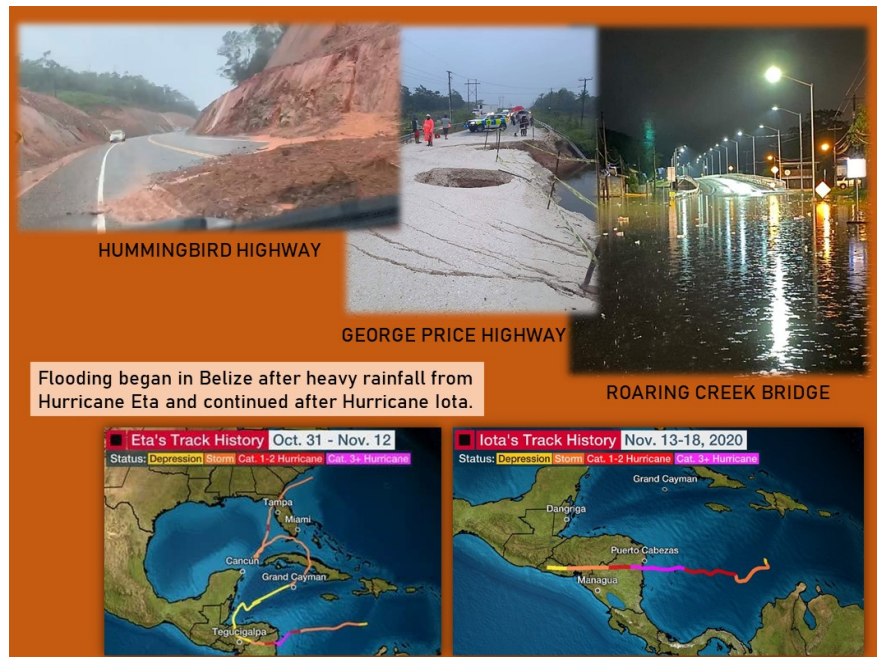 HUMMINGBIRD HIGHWAY
GEORGE PRICE HIGHWAY
ROARING CREEK BRIDGE
Flooding began in Belize after heavy rainfall from
Hurricane Eta and continued after Hurricane Iota.
Eta's Track History Oct. 31 - Nov. 12
Status: Depression Storm Cat. 1-2 Hurricane Cat. 3+ Hurricane
Tampa
Miami
Cancun
Grand Cayman
Tegucigalpa
Iota's Track History Nov. 13-18, 2020
Status: Depression Storm Cat. 1-2 Hurricane Cat. 3+ Hurricane
Grand Cayman
Dangriga
Puerto Cabezas
Managua